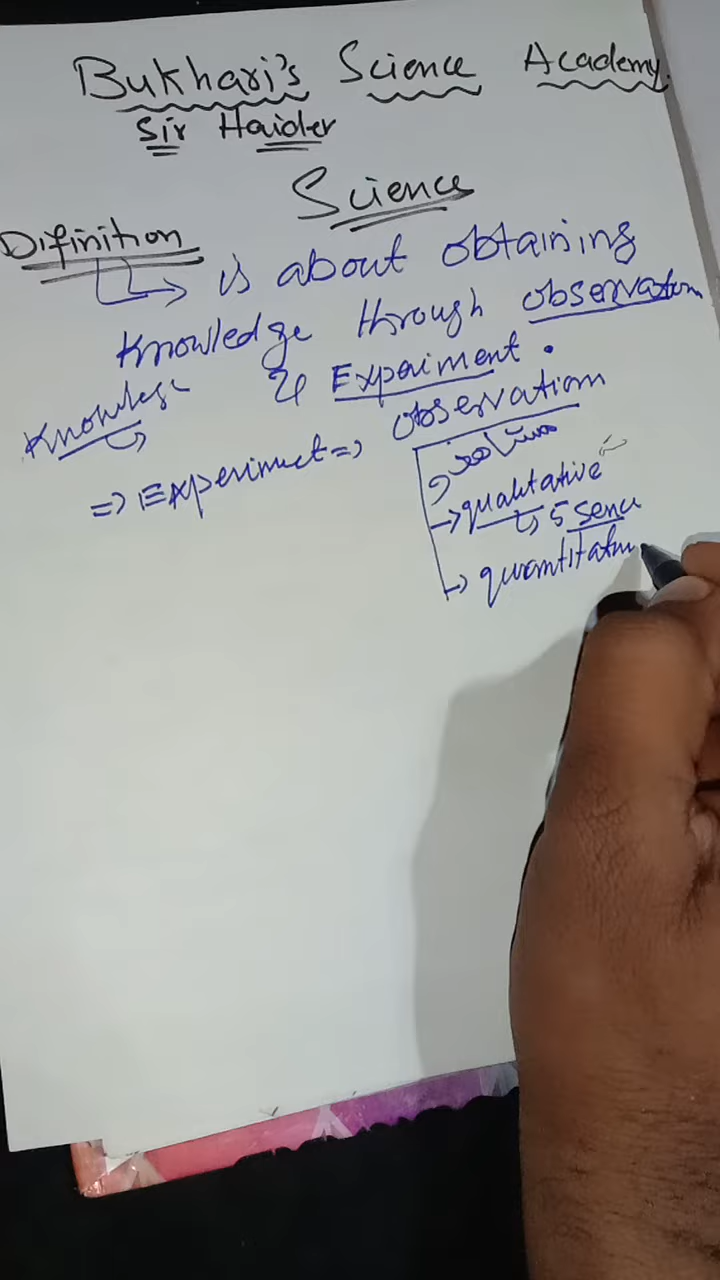 Bukhari's Science Academy.
Sir Haider
Science
Difinition
is about obtaining
Knowledge through observation
& Experiment.
Knowledge
observation
=> Experiment =>
→ qualitative
↳ 5 sense
→ quantitativ